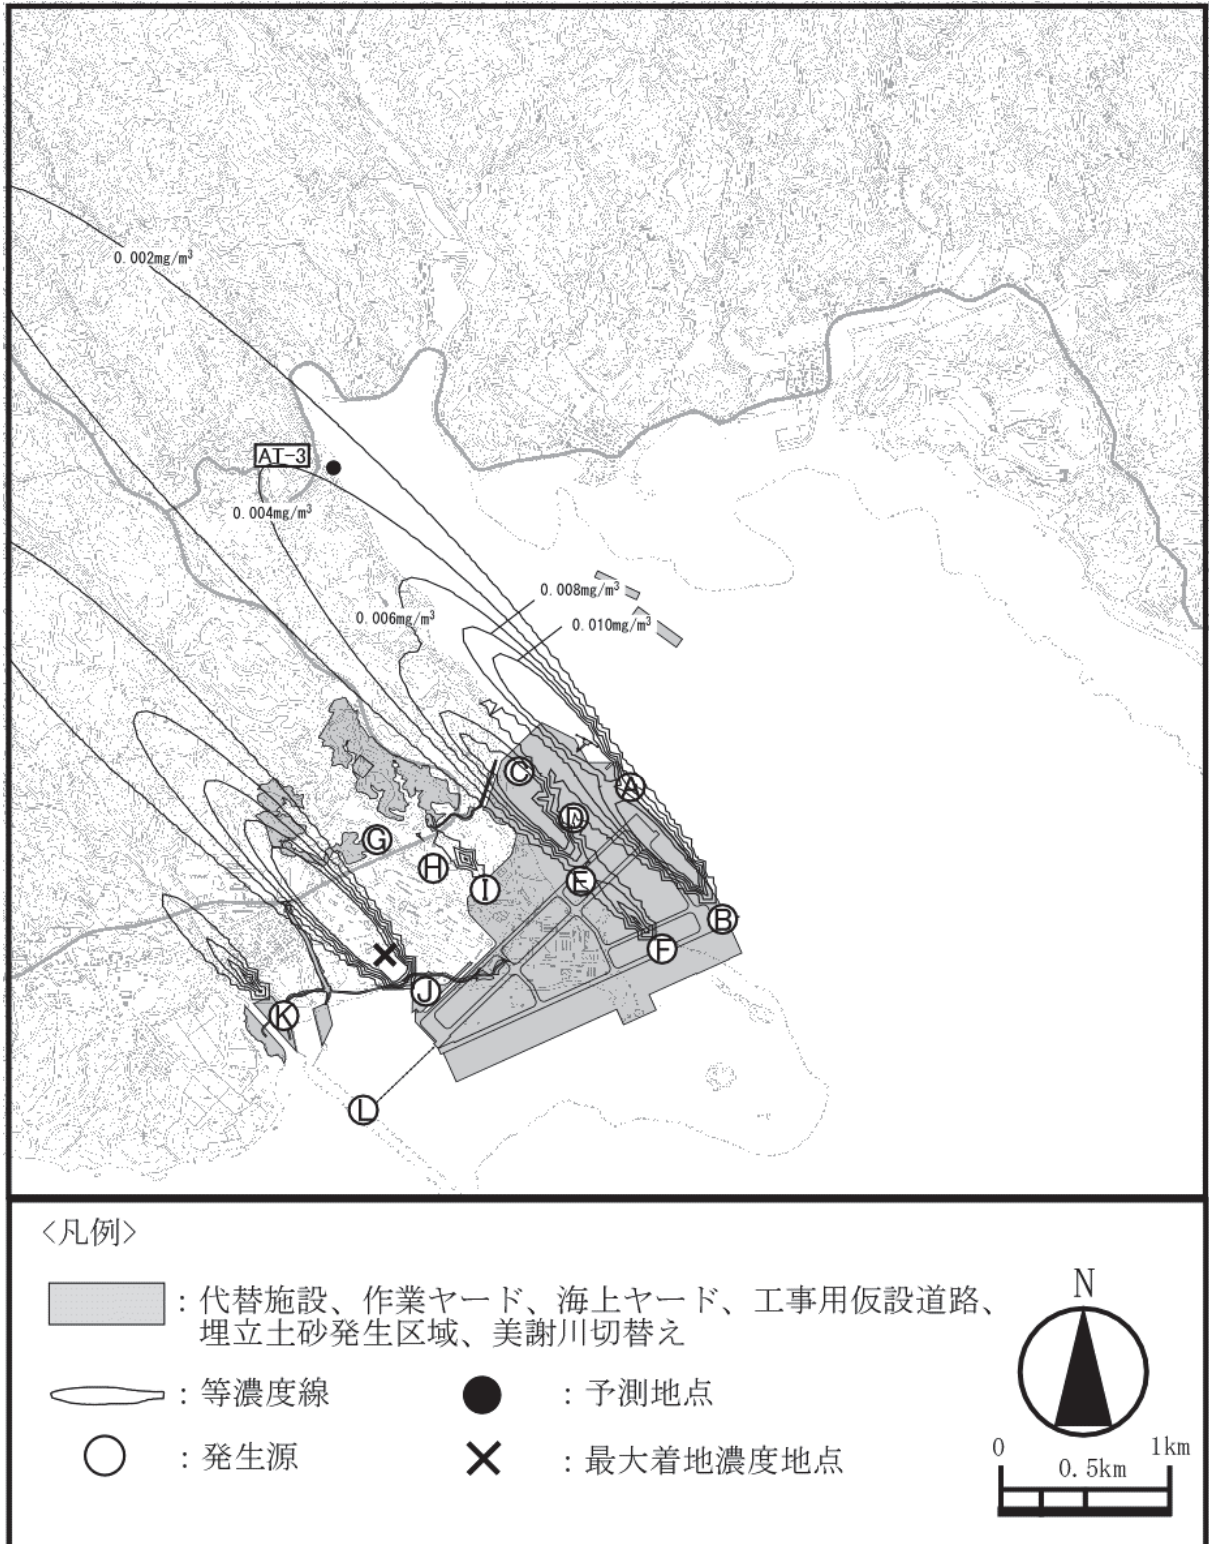 0.002mg/m³
AT-3
0.004mg/m³
0.008mg/m³
0.006mg/m³
0.010mg/m³
C
A
D
G
H
E
I
B
F
J
K
L
<凡例>
：代替施設、作業ヤード、海上ヤード、工事用仮設道路、
埋立土砂発生区域、美謝川切替え
：等濃度線
：予測地点
：発生源
：最大着地濃度地点
N
0
1km
0.5km